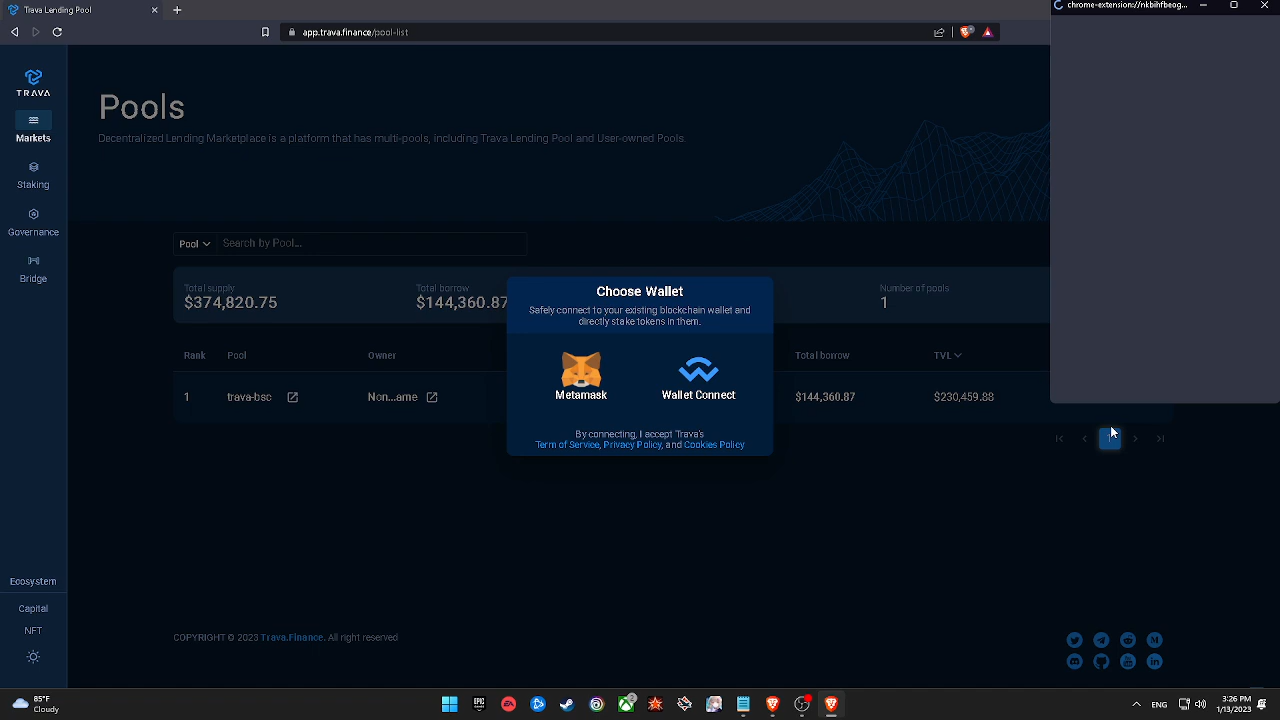 Trava Lending Pool
chrome-extension://nkbihfbeog...
app.trava.finance/pool-list
TRAVA
Markets
Staking
Governance
Bridge
Ecosystem
Capital
NFT
Pools
Decentralized Lending Marketplace is a platform that has multi-pools, including Trava Lending Pool and User-owned Pools.
Pool
Search by Pool...
Total supply
$374,820.75
Total borrow
$144,360.87
Number of pools
1
Rank
Pool
Owner
Total borrow
TVL
1
trava-bsc
Non...ame
$144,360.87
$230,459.88
Choose Wallet
Safely connect to your existing blockchain wallet and
directly stake tokens in them.
Metamask
Wallet Connect
By connecting, I accept Trava's
Term of Service, Privacy Policy, and Cookies Policy
COPYRIGHT © 2023 Trava.Finance. All right reserved
85°F
Cloudy
EPIC
EA
2
ENG
3:26 PM
1/13/2023